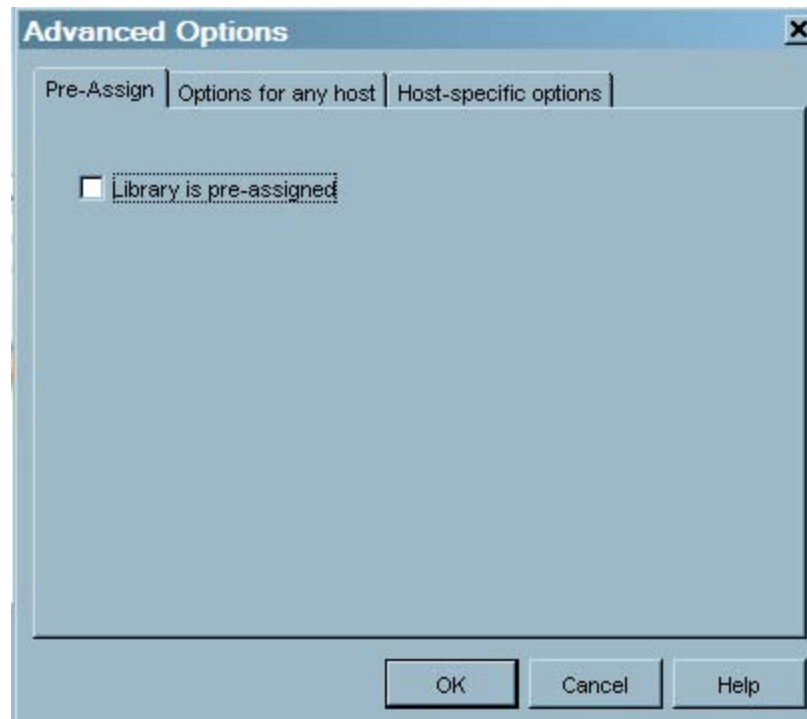 Advanced Options
Pre-Assign Options for any host Host-specific options
Library is pre-assigned
OK Cancel Help